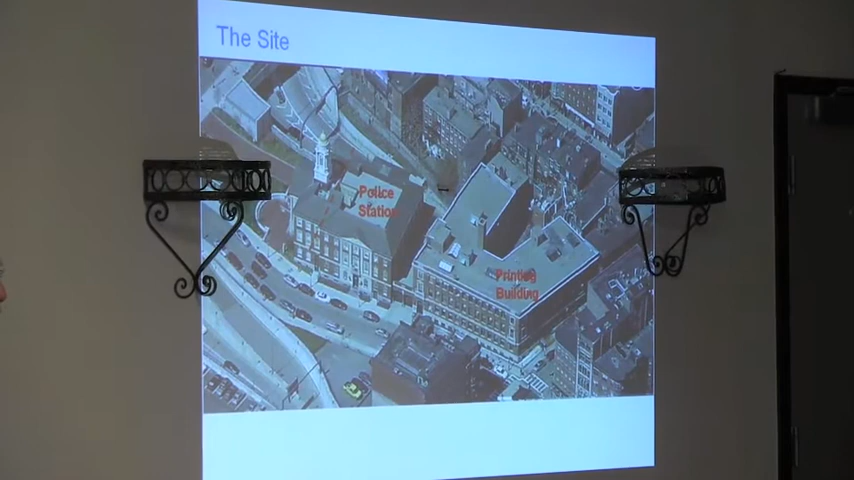 The Site
Police
Station
Printing
Building